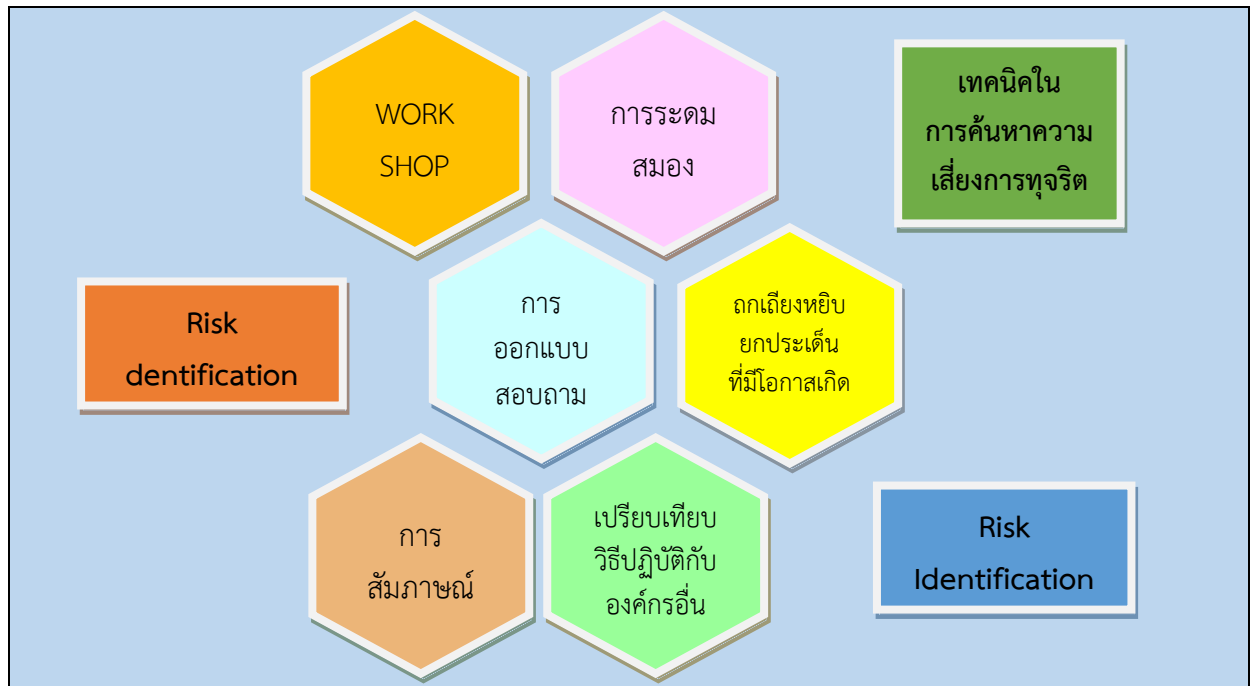 WORK
SHOP
การระดม
สมอง
เทคนิคใน
การค้นหาความ
เสี่ยงการทุจริต
Risk
dentification
การ
ออกแบบ
สอบถาม
ถกเถียงหยิบ
ยกประเด็น
ที่มีโอกาสเกิด
การ
สัมภาษณ์
เปรียบเทียบ
วิธีปฏิบัติกับ
องค์กรอื่น
Risk
Identification